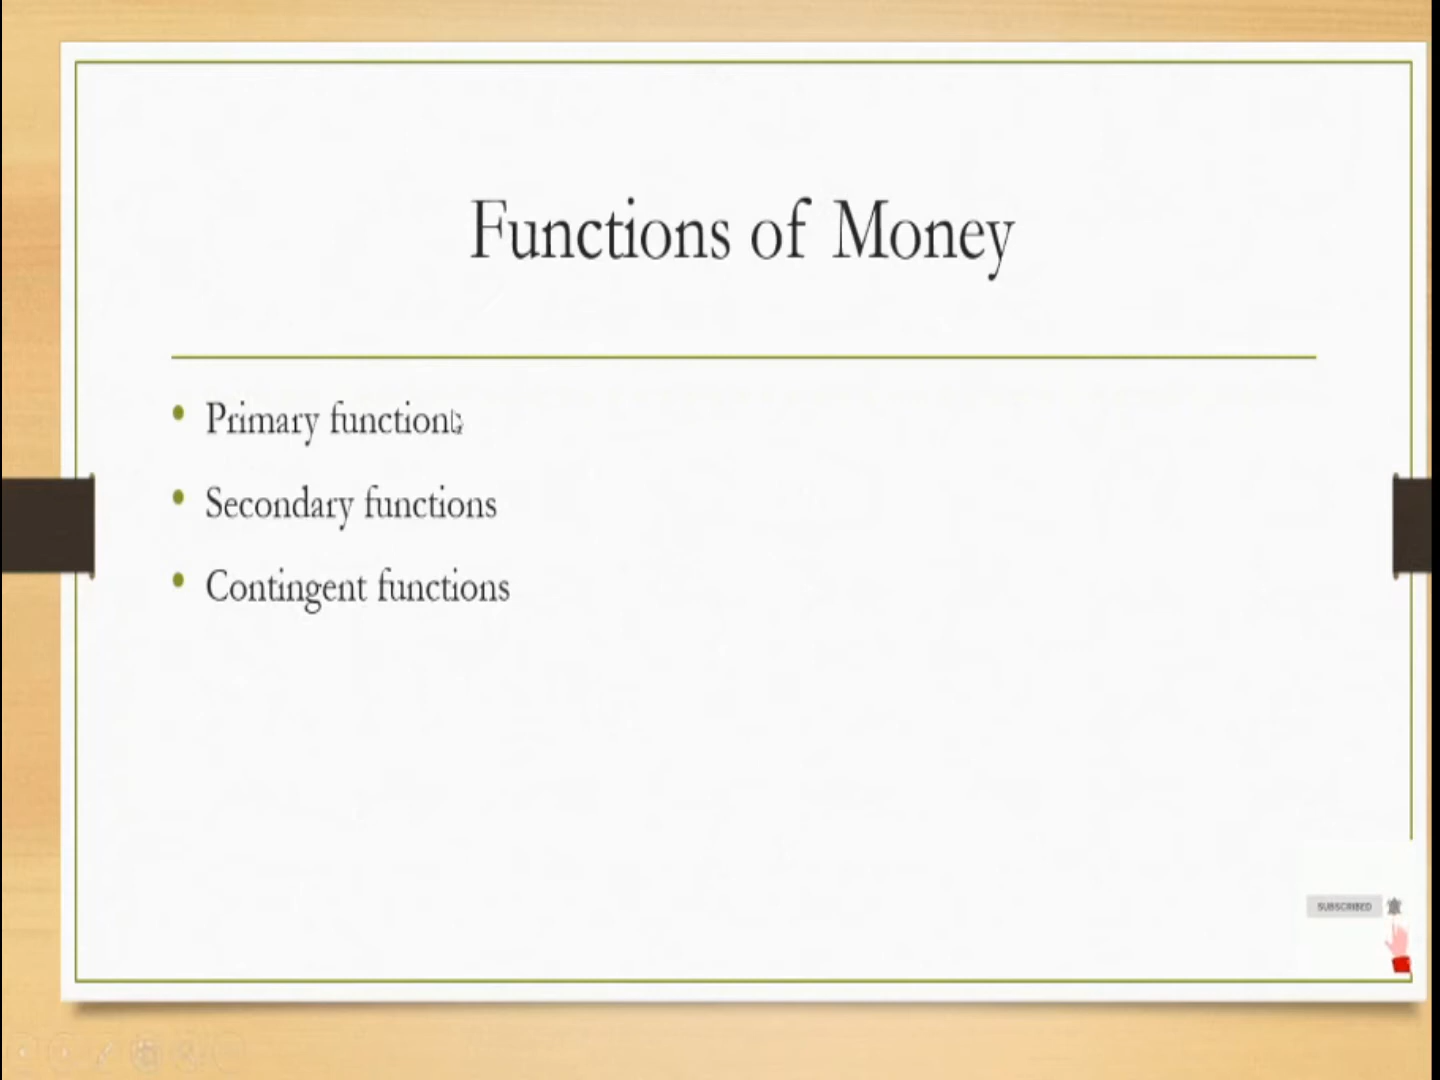 Functions of Money
Primary functions
Secondary functions
Contingent functions
SUBSCRIBED